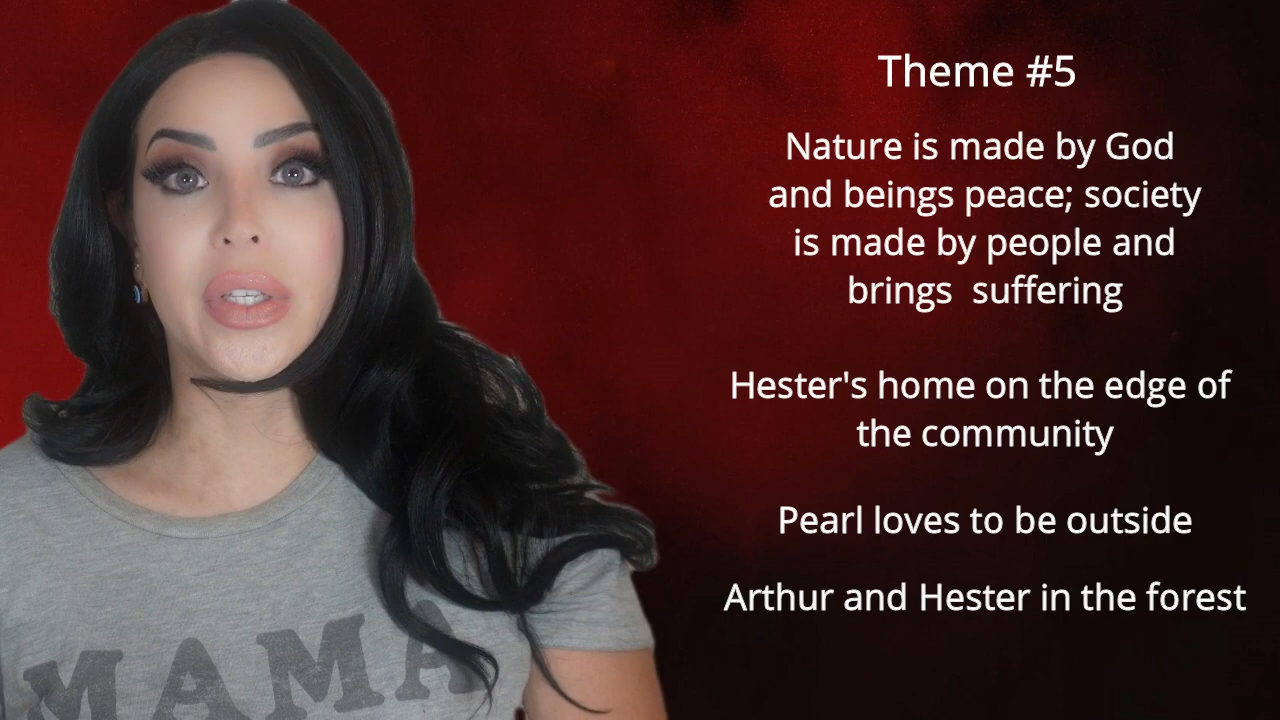 Theme #5
Nature is made by God
and beings peace; society
is made by people and
brings  suffering
Hester's home on the edge of
the community
Pearl loves to be outside
Arthur and Hester in the forest
MAMA